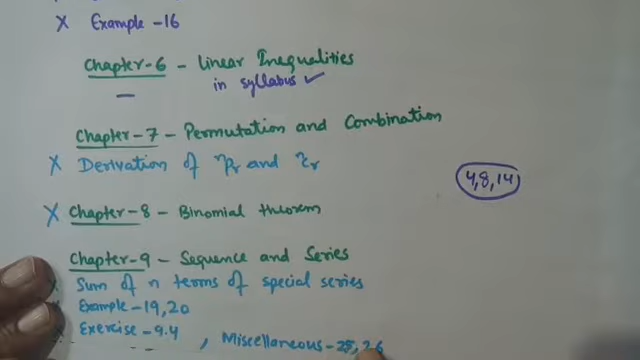 X Example -16
Chapter-6 - Linear Inequalities
in syllabus ✓
Chapter-7 - Permutation and Combination
X Derivation of nPr and nCr
4,8,14
X Chapter-8 - Binomial theorem
Chapter-9 - Sequence and Series
Sum of n terms of special series
Example -19,20
Exercise -9.4 , Miscellaneous -25,26